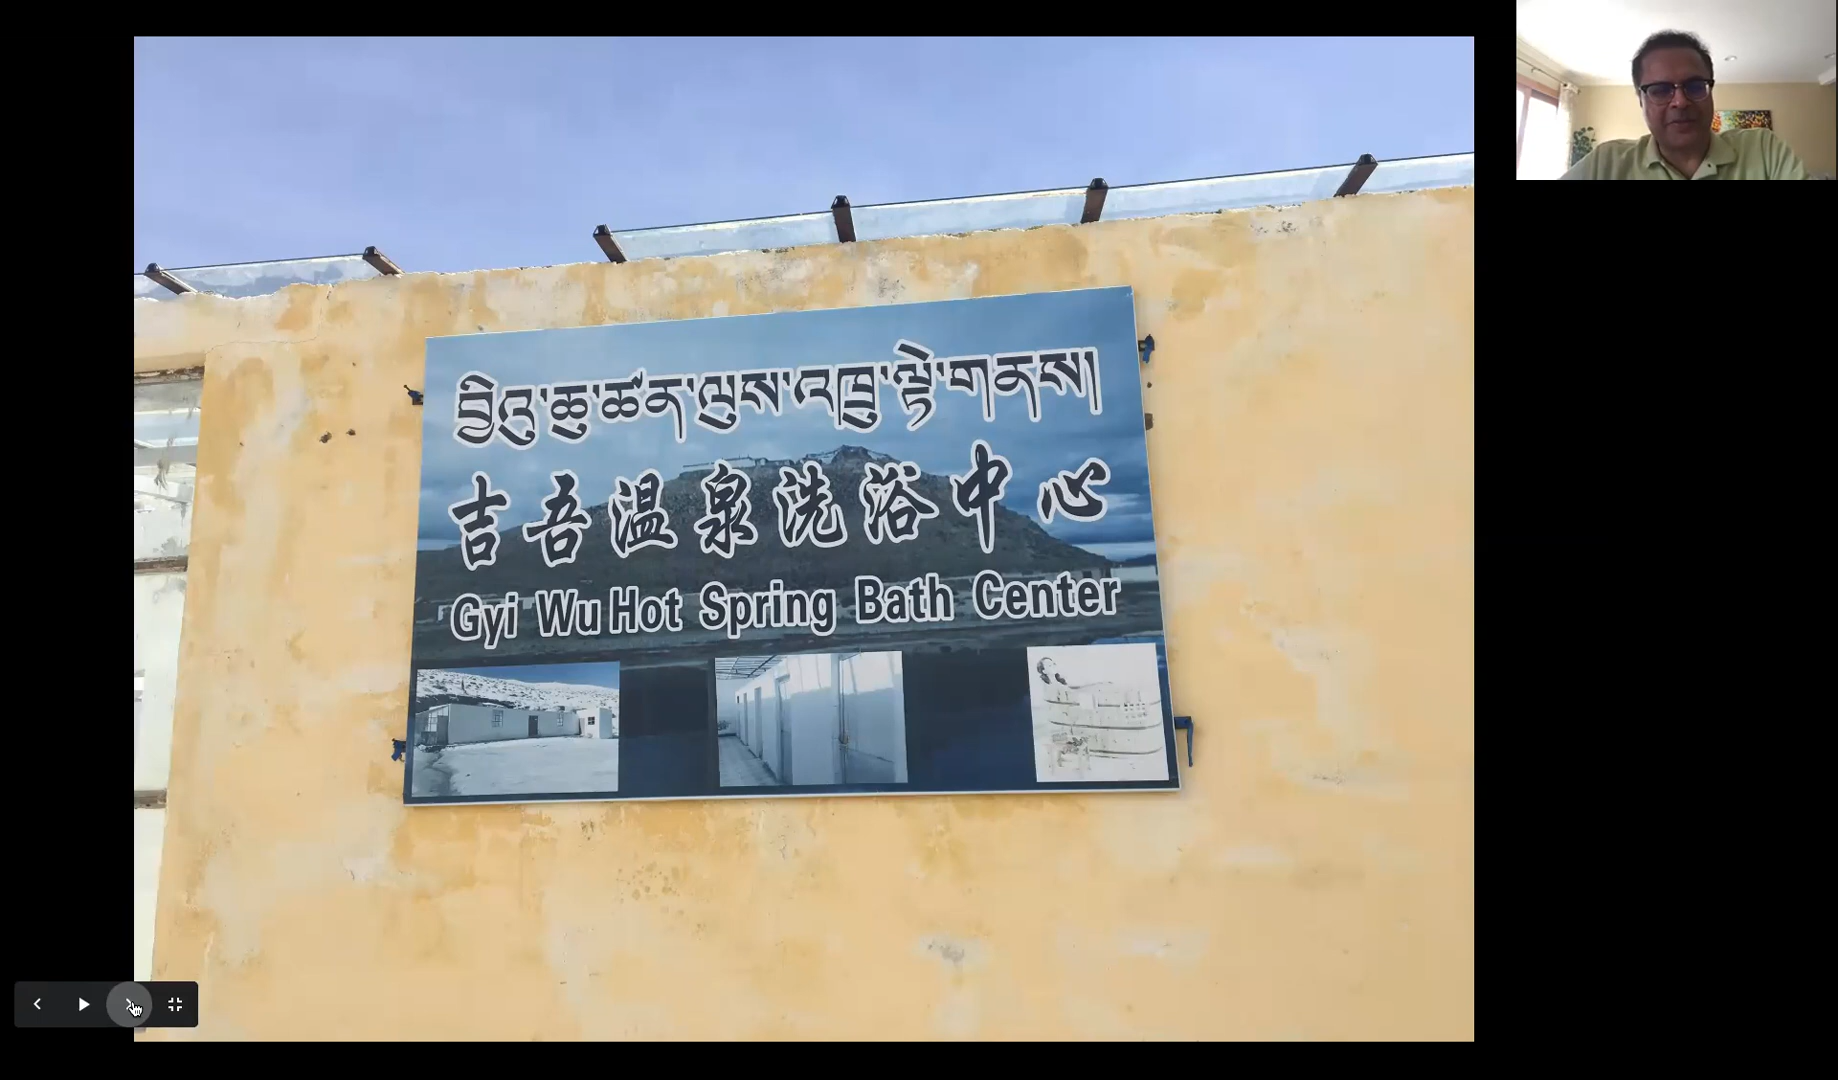 བྱིའུ་ཆུ་ཚན་ལུས་འཁྲུ་ལྟེ་གནས།
吉吾温泉洗浴中心
Gyi Wu Hot Spring Bath Center